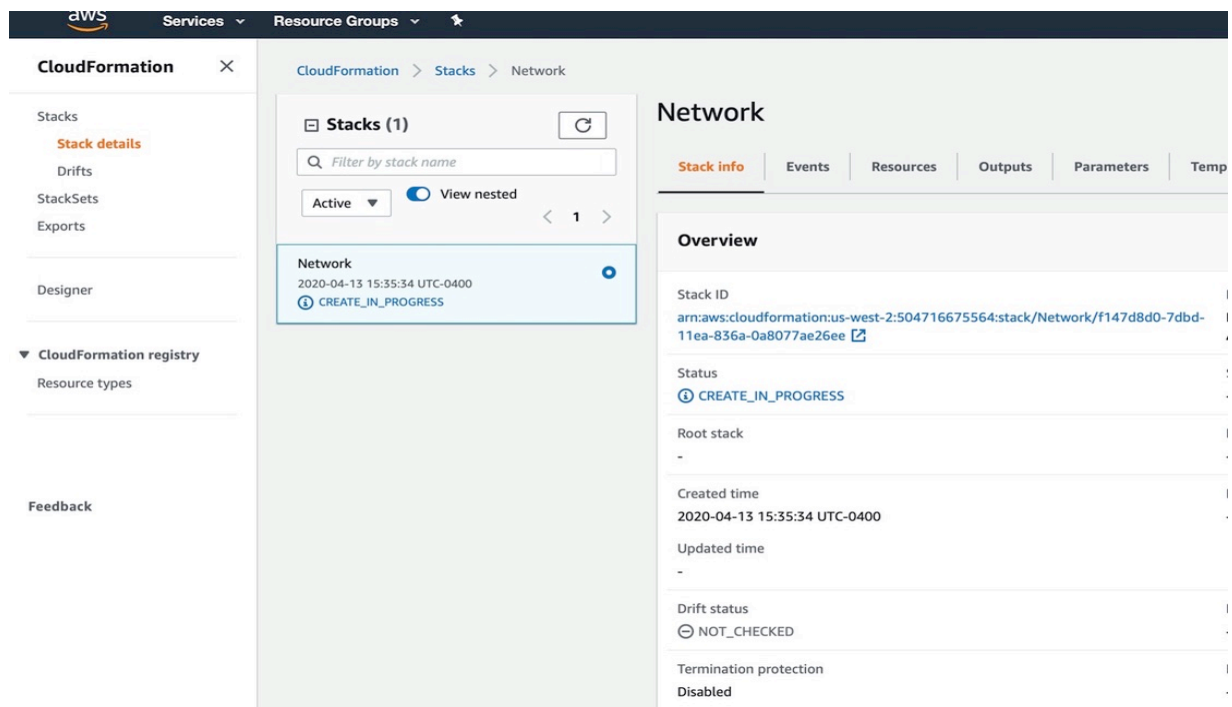 aws
Services
Resource Groups
CloudFormation
Stacks
Stack details
Drifts
StackSets
Exports
Designer
CloudFormation registry
Resource types
Feedback
CloudFormation > Stacks > Network
Stacks (1)
Filter by stack name
Active
View nested
< 1 >
Network
2020-04-13 15:35:34 UTC-0400
CREATE_IN_PROGRESS
Network
Stack info
Events
Resources
Outputs
Parameters
Temp
Overview
Stack ID
arn:aws:cloudformation:us-west-2:504716675564:stack/Network/f147d8d0-7dbd-
11ea-836a-0a8077ae26ee
Status
CREATE_IN_PROGRESS
Root stack
-
Created time
2020-04-13 15:35:34 UTC-0400
Updated time
-
Drift status
NOT_CHECKED
Termination protection
Disabled